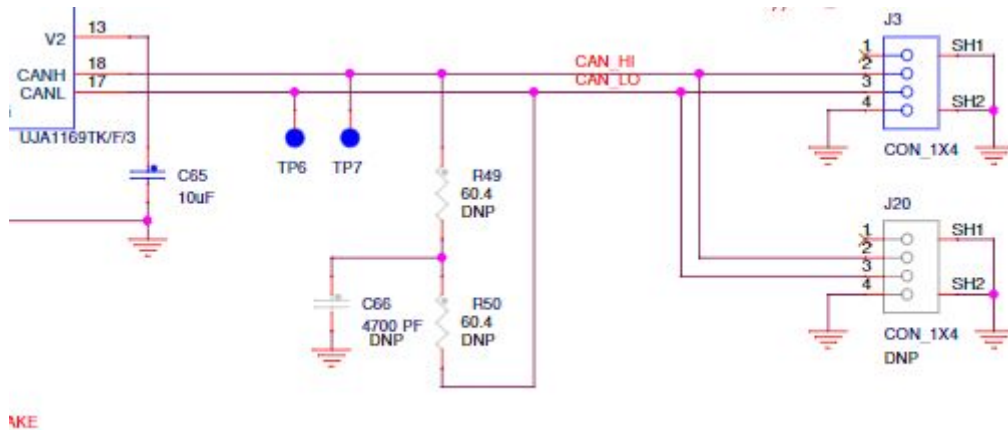 J3
V2 13
CANH 18
CANL 17
UJA1169TK/F/3
CAN_HI
CAN_LO
1
2
3
4
SH1
SH2
CON_1X4
TP6
TP7
C65
10uF
R49
60.4
DNP
J20
1
2
3
4
SH1
SH2
CON_1X4
DNP
C66
4700 PF
DNP
R50
60.4
DNP
AKE